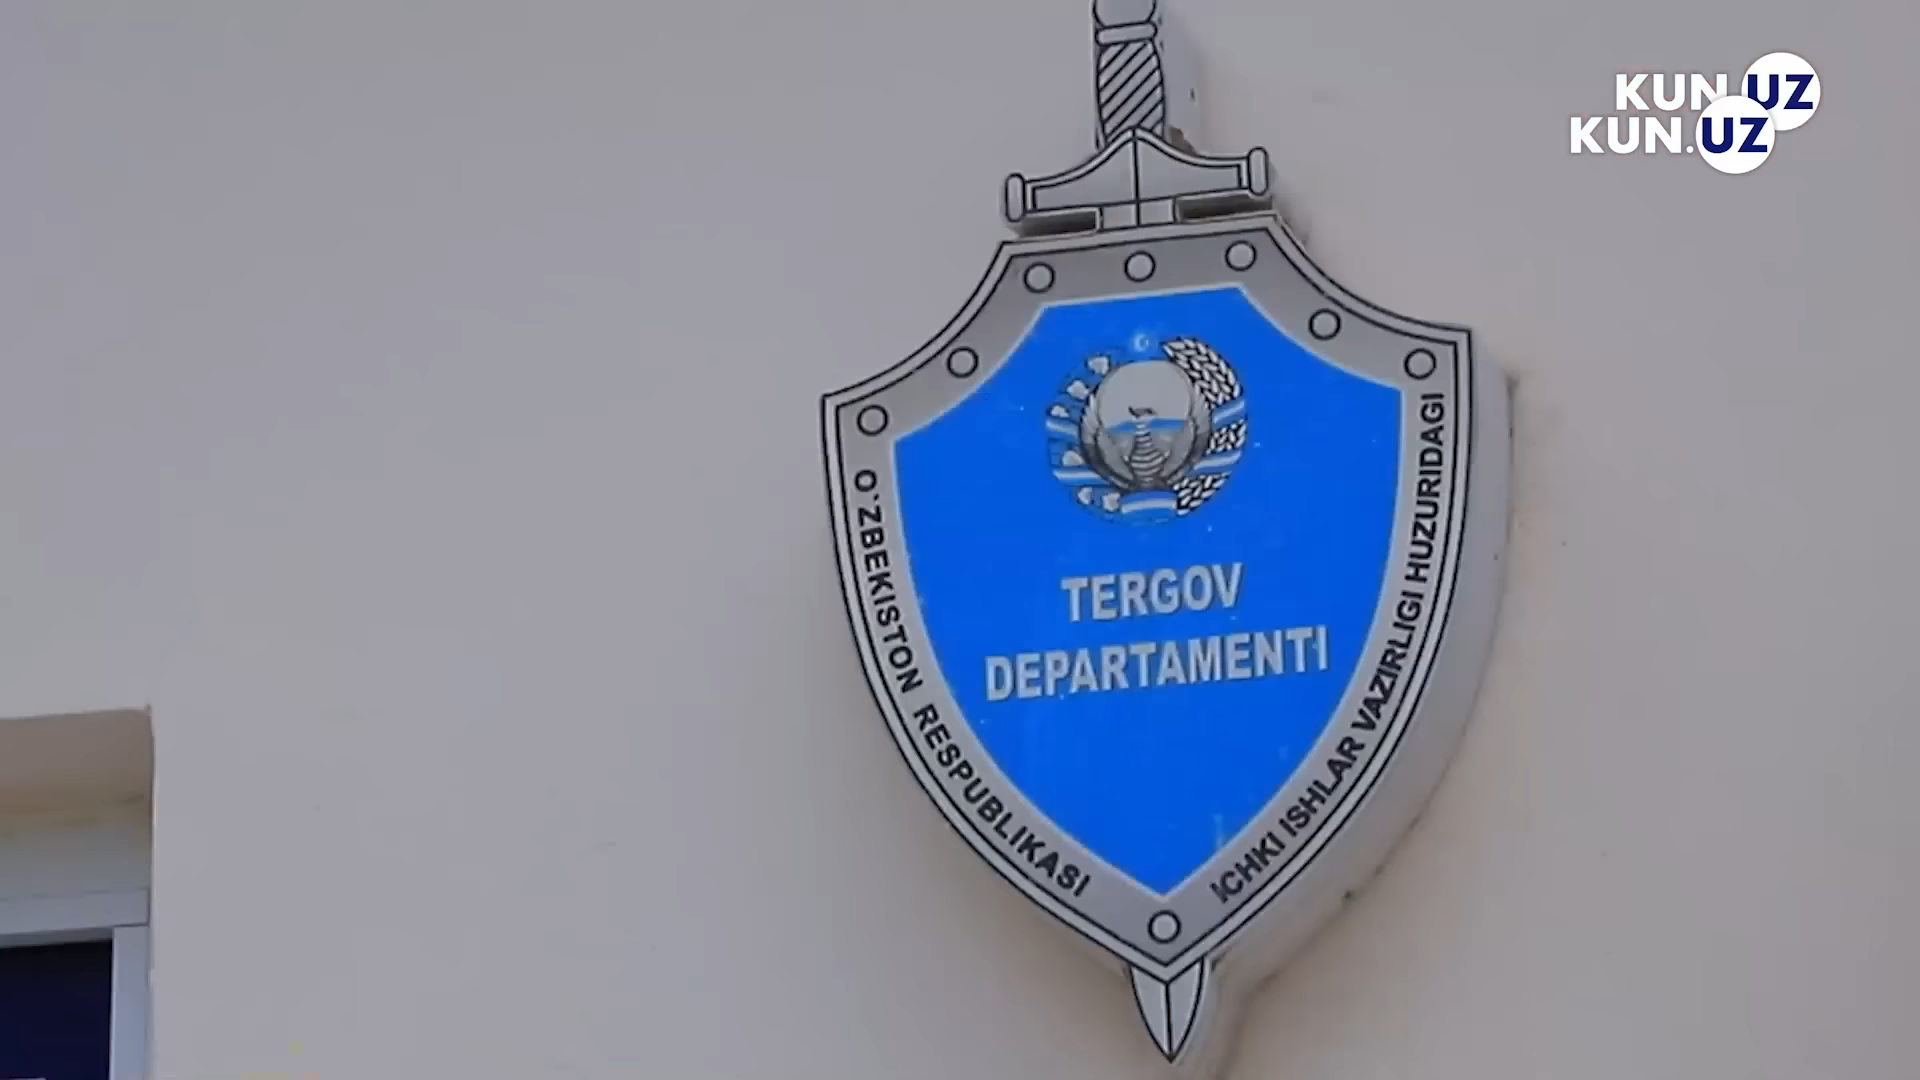 KUN.UZ
KUN.UZ
O'ZBEKISTON RESPUBLIKASI
ICHKI ISHLAR VAZIRLIGI HUZURIDAGI
TERGOV
DEPARTAMENTI